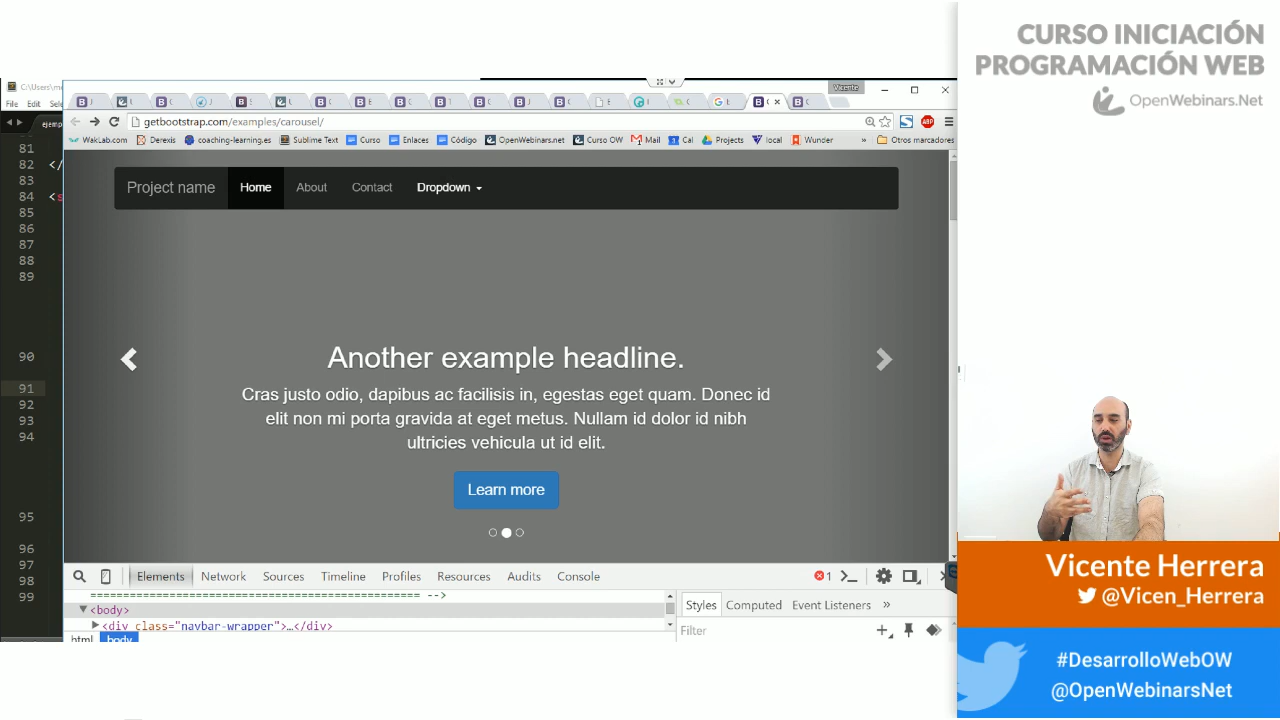 CURSO INICIACIÓN
PROGRAMACIÓN WEB
OpenWebinars.Net
C:\Users\
Vicente
File Edit
getbootstrap.com/examples/carousel/
WakLab.com Derexis coaching-learning.es Sublime Text Curso Enlaces Código OpenWebinars.net Curso OW Mail Cal Projects local Wunder » Otros marcadores
81
82 </
83
84 <s
85
86
87
88
89
90
91
92
93
94
95
96
97
98
99
Project name Home About Contact Dropdown
Another example headline.
Cras justo odio, dapibus ac facilisis in, egestas eget quam. Donec id
elit non mi porta gravida at eget metus. Nullam id dolor id nibh
ultricies vehicula ut id elit.
Learn more
Elements Network Sources Timeline Profiles Resources Audits Console 1
================================================== -->
<body>
<div class="navbar-wrapper">…</div>
html body
Styles Computed Event Listeners »
Filter
Vicente Herrera
@Vicen_Herrera
#DesarrolloWebOW
@OpenWebinarsNet